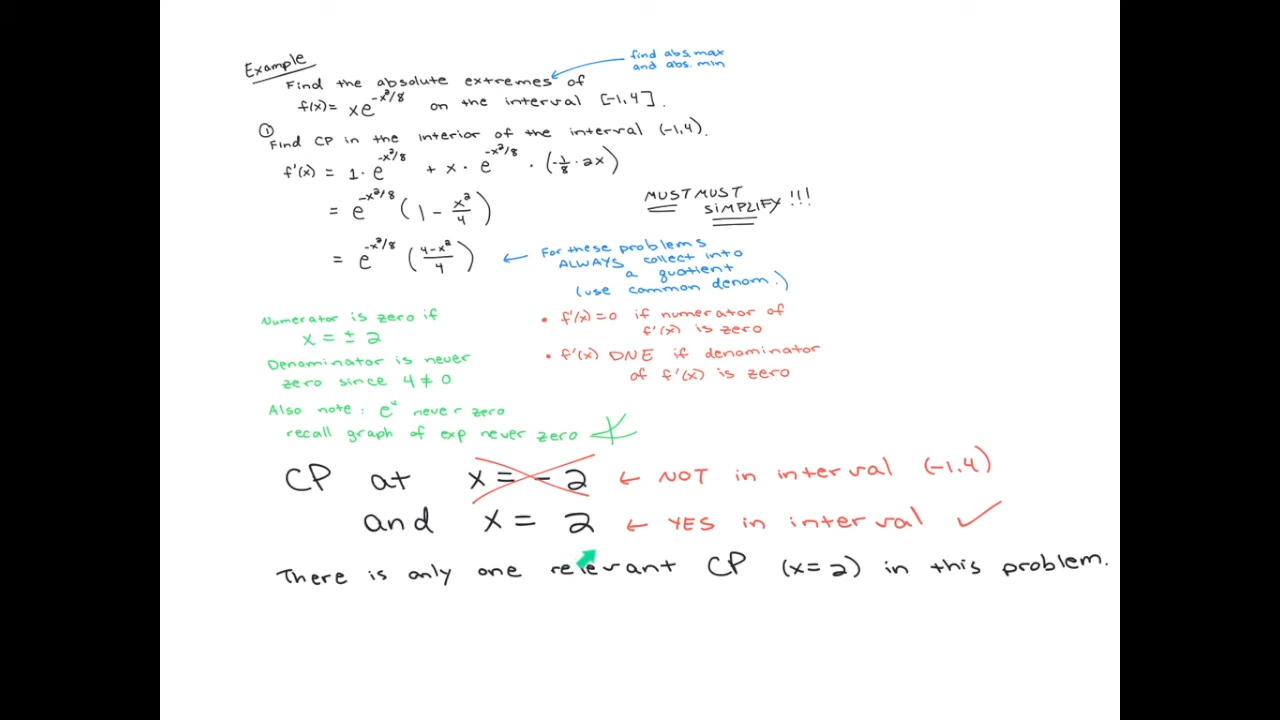 Example
find abs. max
and abs. min
Find the absolute extremes of
f(x) = xe^{-x²/8} on the interval [-1,4].
① Find CP in the interior of the interval (-1,4).
f'(x) = 1 · e^{-x²/8} + x · e^{-x²/8} · (-1/8 · 2x)
= e^{-x²/8} (1 - x²/4)
MUST MUST
SIMPLIFY !!!
= e^{-x²/8} (4-x²/4)
← For these problems
ALWAYS collect into
a quotient
(use common denom.)
Numerator is zero if
x = ± 2
Denominator is never
zero since 4 ≠ 0
Also note: e^x never zero
recall graph of exp never zero
• f'(x) = 0 if numerator of
f'(x) is zero
• f'(x) DNE if denominator
of f'(x) is zero
CP at x = -2 ← NOT in interval (-1,4)
and x = 2 ← YES in interval ✓
There is only one relevant CP (x=2) in this problem.